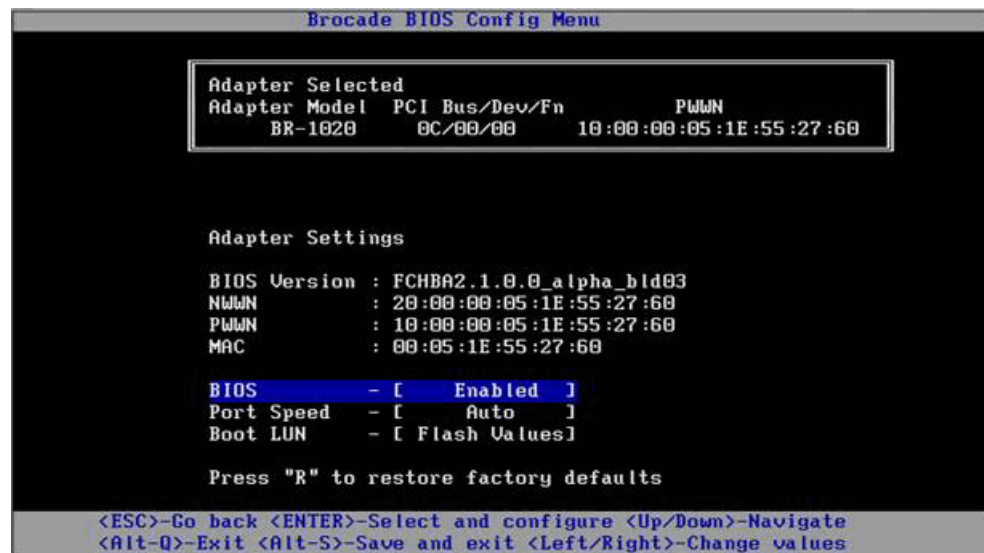 Brocade BIOS Config Menu
Adapter Selected
Adapter Model PCI Bus/Dev/Fn PWWN
BR-1020 0C/00/00 10:00:00:05:1E:55:27:60
Adapter Settings
BIOS Version : FCHBA2.1.0.0_alpha_bld03
NWWN : 20:00:00:05:1E:55:27:60
PWWN : 10:00:00:05:1E:55:27:60
MAC : 00:05:1E:55:27:60
BIOS - [ Enabled ]
Port Speed - [ Auto ]
Boot LUN - [ Flash Values]
Press "R" to restore factory defaults
<ESC>-Go back <ENTER>-Select and configure <Up/Down>-Navigate
<Alt-Q>-Exit <Alt-S>-Save and exit <Left/Right>-Change values